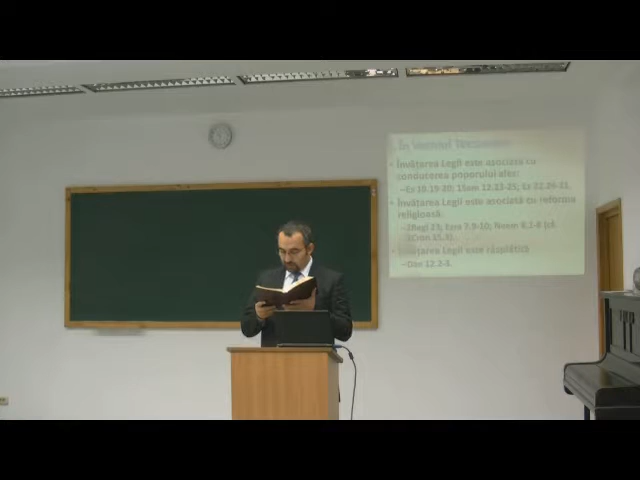 În Vechiul Testament
• Învățarea Legii este asociată cu
conducerea poporului ales:
–Ex 18.19-20; 1Sam 12.23-25; Ez 22.26-31.
• Învățarea Legii este asociată cu reforme
religioasă:
–2Regi 23; Ezra 7.9-10; Neem 8.1-8 (cf.
2Cron 15.3).
• Învățarea Legii este răsplătită
–Dan 12.2-3.